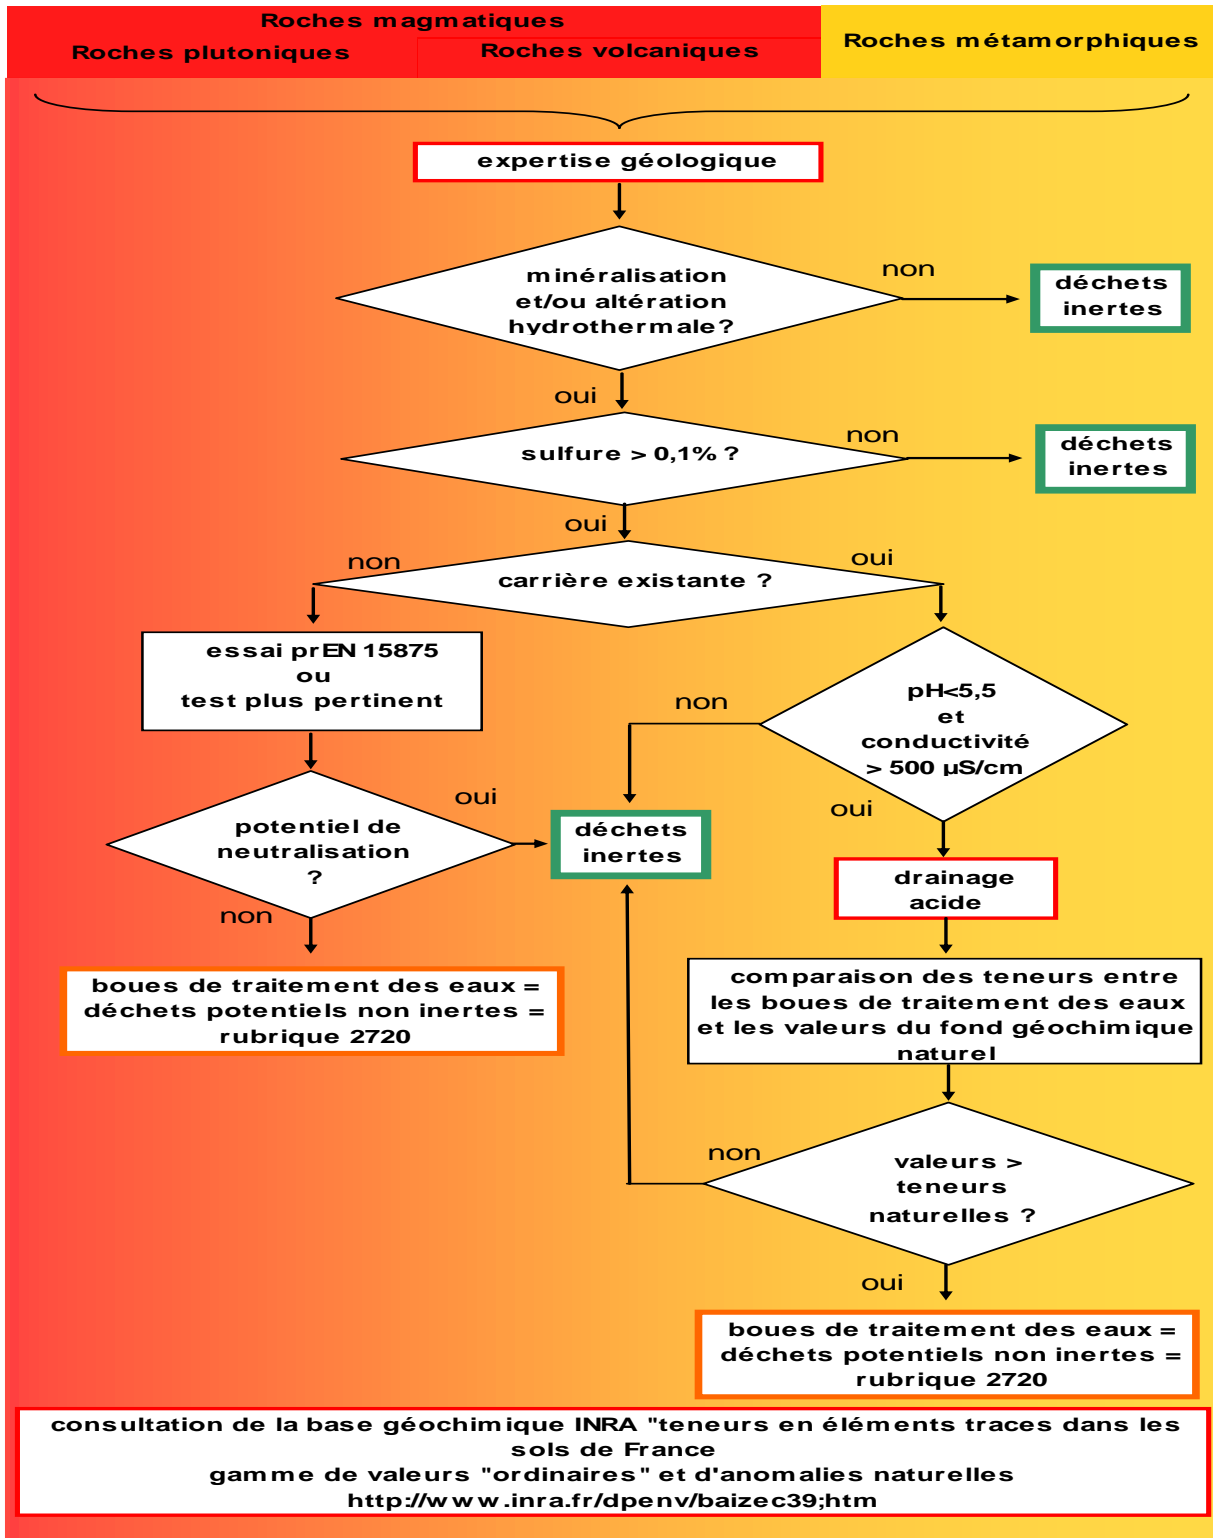 Roches magmatiques
Roches plutoniques
Roches volcaniques
Roches métamorphiques
expertise géologique
minéralisation
et/ou altération
hydrothermale?
non
déchets
inertes
oui
sulfure > 0,1% ?
non
déchets
inertes
oui
carrière existante ?
non
oui
essai prEN 15875
ou
test plus pertinent
pH<5,5
et
conductivité
> 500 µS/cm
non
oui
potentiel de
neutralisation
?
oui
non
déchets
inertes
drainage
acide
boues de traitement des eaux =
déchets potentiels non inertes =
rubrique 2720
comparaison des teneurs entre
les boues de traitement des eaux
et les valeurs du fond géochimique
naturel
valeurs >
teneurs
naturelles ?
non
oui
boues de traitement des eaux =
déchets potentiels non inertes =
rubrique 2720
consultation de la base géochimique INRA "teneurs en éléments traces dans les
sols de France
gamme de valeurs "ordinaires" et d'anomalies naturelles
http://www.inra.fr/dpenv/baizec39;htm